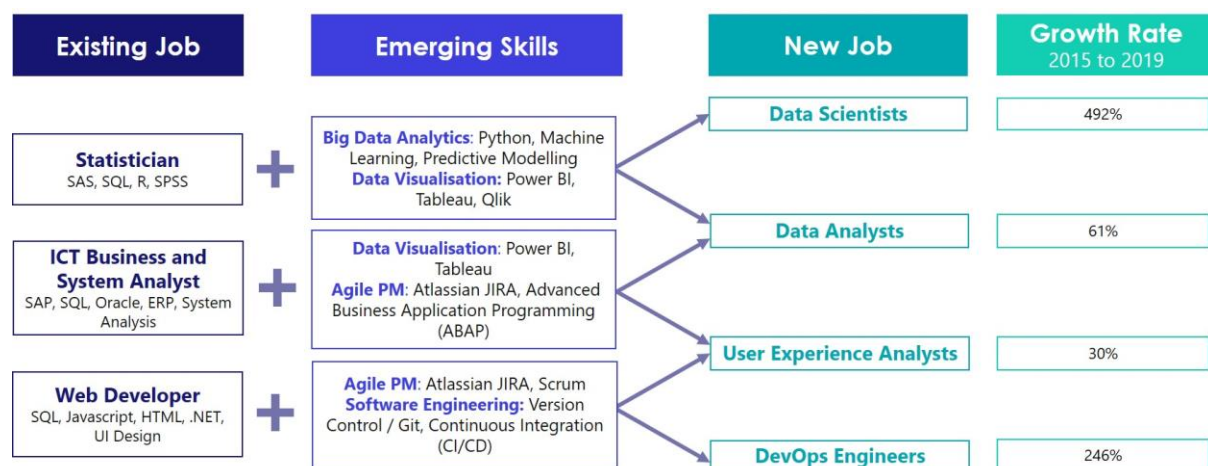 Existing Job
Emerging Skills
New Job
Growth Rate
2015 to 2019
Statistician
SAS, SQL, R, SPSS
Big Data Analytics: Python, Machine
Learning, Predictive Modelling
Data Visualisation: Power BI,
Tableau, Qlik
Data Scientists
492%
Data Analysts
61%
ICT Business and
System Analyst
SAP, SQL, Oracle, ERP, System
Analysis
Data Visualisation: Power BI,
Tableau
Agile PM: Atlassian JIRA, Advanced
Business Application Programming
(ABAP)
User Experience Analysts
30%
Web Developer
SQL, Javascript, HTML, .NET,
UI Design
Agile PM: Atlassian JIRA, Scrum
Software Engineering: Version
Control / Git, Continuous Integration
(CI/CD)
DevOps Engineers
246%